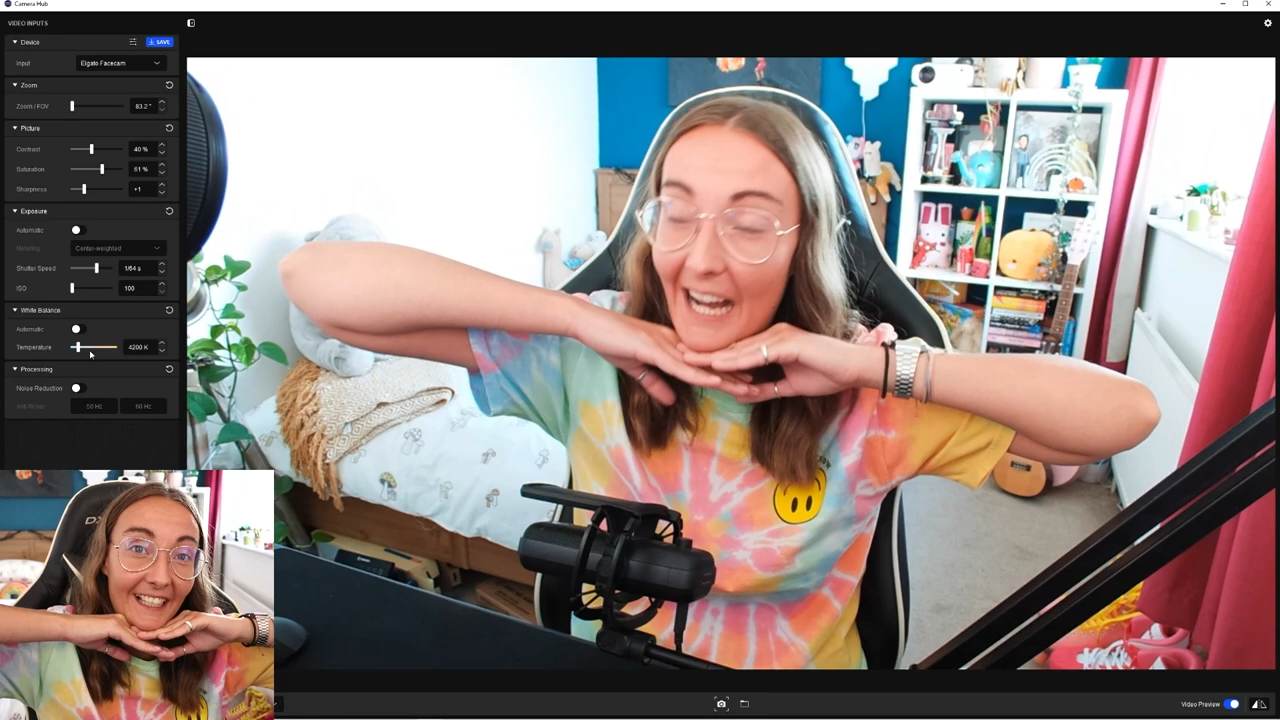 Camera Hub
VIDEO INPUTS
Device
SAVE
Input
Elgato Facecam
Zoom
Zoom / FOV
83.2 °
Picture
Contrast
40 %
Saturation
61 %
Sharpness
+1
Exposure
Automatic
Metering
Center-weighted
Shutter Speed
1/64 s
ISO
100
White Balance
Automatic
Temperature
4200 K
Processing
Noise Reduction
50 Hz
60 Hz
Video Preview